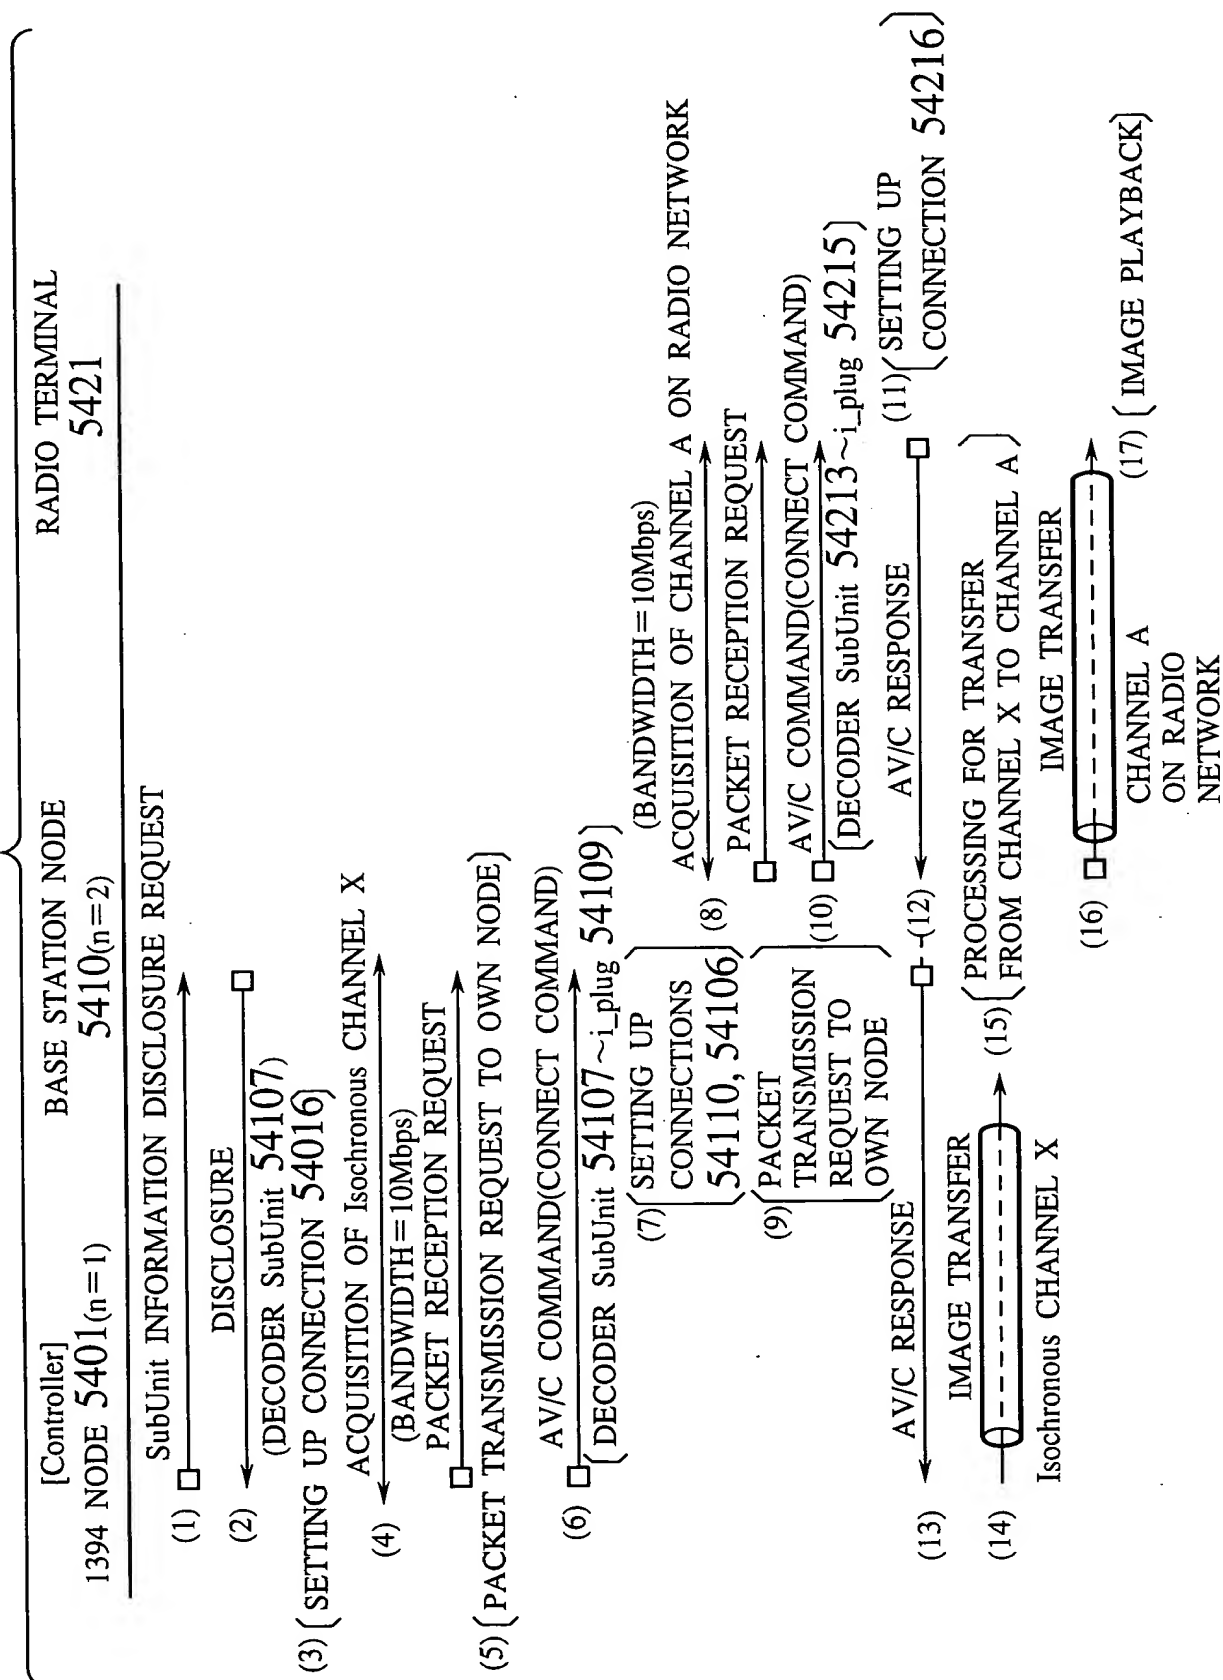 [Controller]
1394 NODE 5401(n=1)
BASE STATION NODE
5410(n=2)
RADIO TERMINAL
5421
SubUnit INFORMATION DISCLOSURE REQUEST
(1)
DISCLOSURE
(2)
(DECODER SubUnit 54107)
(3) [SETTING UP CONNECTION 54016]
ACQUISITION OF Isochronous CHANNEL X
(4)
(BANDWIDTH=10Mbps)
PACKET RECEPTION REQUEST
(5) [PACKET TRANSMISSION REQUEST TO OWN NODE]
AV/C COMMAND(CONNECT COMMAND)
(6)
[DECODER SubUnit 54107~i_plug 54109]
(7) [SETTING UP
CONNECTIONS
54110, 54106]
(BANDWIDTH=10Mbps)
ACQUISITION OF CHANNEL A ON RADIO NETWORK
(8)
PACKET RECEPTION REQUEST
(9) [PACKET
TRANSMISSION
REQUEST TO
OWN NODE]
AV/C COMMAND(CONNECT COMMAND)
(10)
[DECODER SubUnit 54213~i_plug 54215]
(11) [SETTING UP
CONNECTION 54216]
AV/C RESPONSE
(12)
AV/C RESPONSE
(13)
IMAGE TRANSFER
(14)
Isochronous CHANNEL X
(15) [PROCESSING FOR TRANSFER
FROM CHANNEL X TO CHANNEL A]
IMAGE TRANSFER
(16)
CHANNEL A
ON RADIO
NETWORK
(17) [IMAGE PLAYBACK]